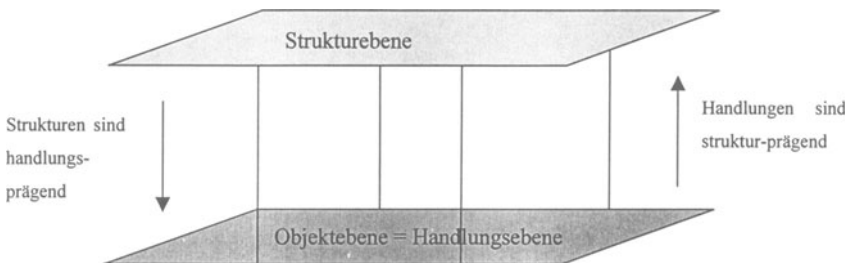 Strukturebene
Strukturen sind
handlungs-
prägend
Handlungen sind
struktur-prägend
Objektebene = Handlungsebene